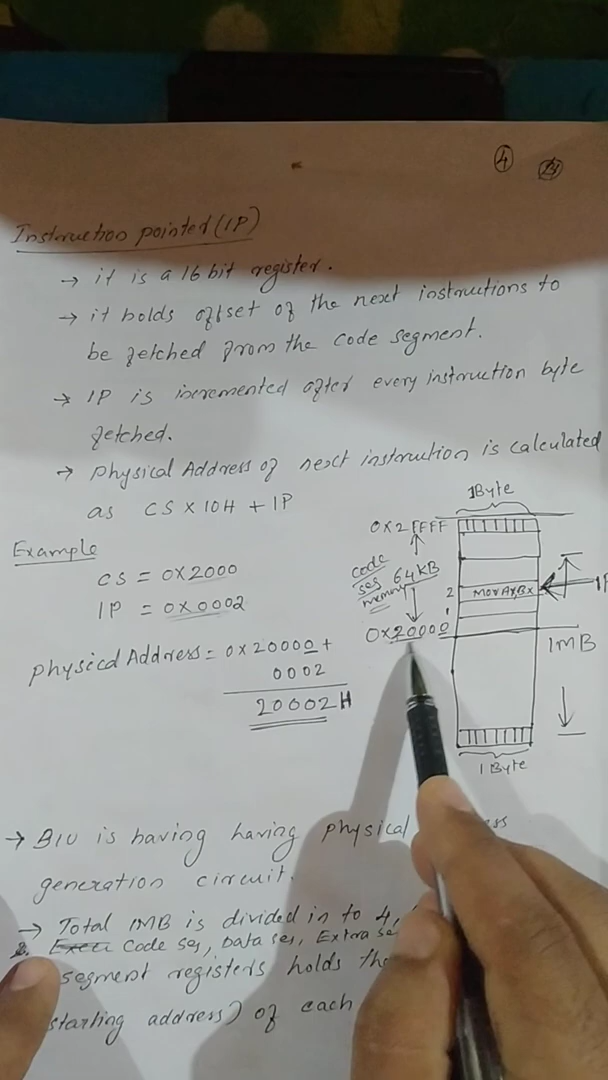 4
Instruction pointed (IP)
→ it is a 16 bit register.
→ it holds offset of the next instructions to
be fetched from the code segment.
→ IP is incremented after every instruction byte
fetched.
→ physical Address of next instruction is calculated
as CS X 10H + IP
Example
CS = 0X2000
IP = 0X0002
physical Address = 0X20000 +
0002
20002H
1Byte
0X2FFFF
code
seg
memory
64KB
2
MOV AX,BX
IP
1
0X20000
1MB
1 Byte
→ BIU is having having physical
generation circuit.
→ Total 1MB is divided in to 4,
Code seg, Data seg, Extra se
segment registers holds the
starting address) of each